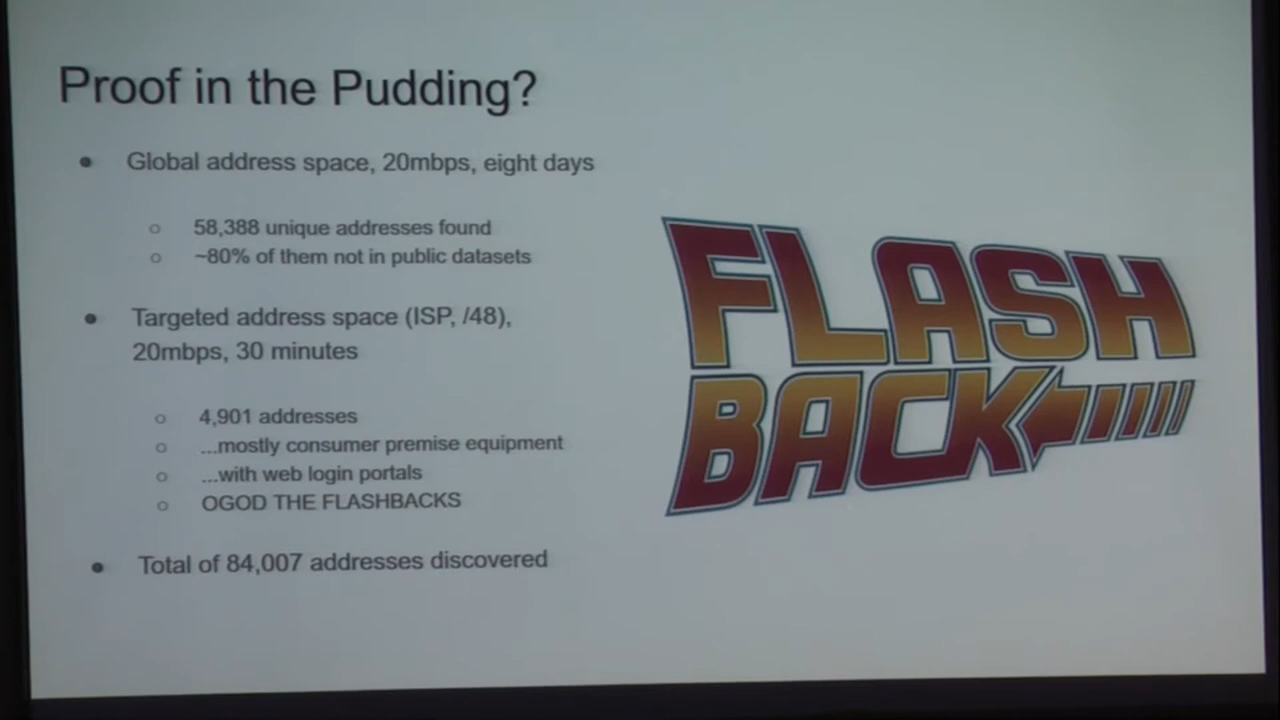 Proof in the Pudding?
● Global address space, 20mbps, eight days
○ 58,388 unique addresses found
○ ~80% of them not in public datasets
● Targeted address space (ISP, /48),
20mbps, 30 minutes
○ 4,901 addresses
○ ...mostly consumer premise equipment
○ ...with web login portals
○ OGOD THE FLASHBACKS
● Total of 84,007 addresses discovered
FLASH
BACK